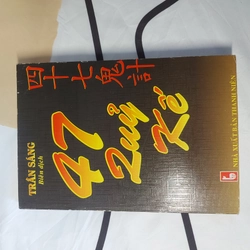 四十七鬼計
TRẦN SÁNG
Biên dịch
47
Quỷ
Kế
NHÀ XUẤT BẢN THANH NIÊN